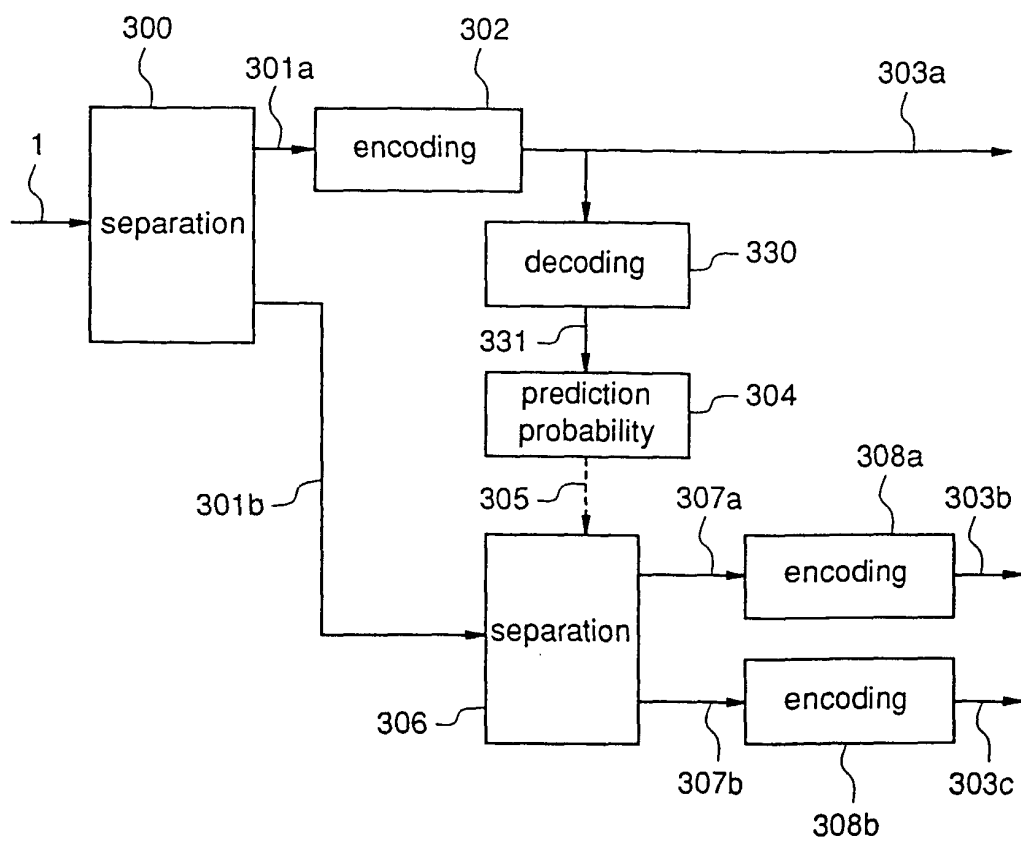 300
302
301a
303a
encoding
1
separation
decoding
330
331
prediction
probability
304
305
301b
307a
308a
303b
encoding
separation
encoding
306
307b
303c
308b